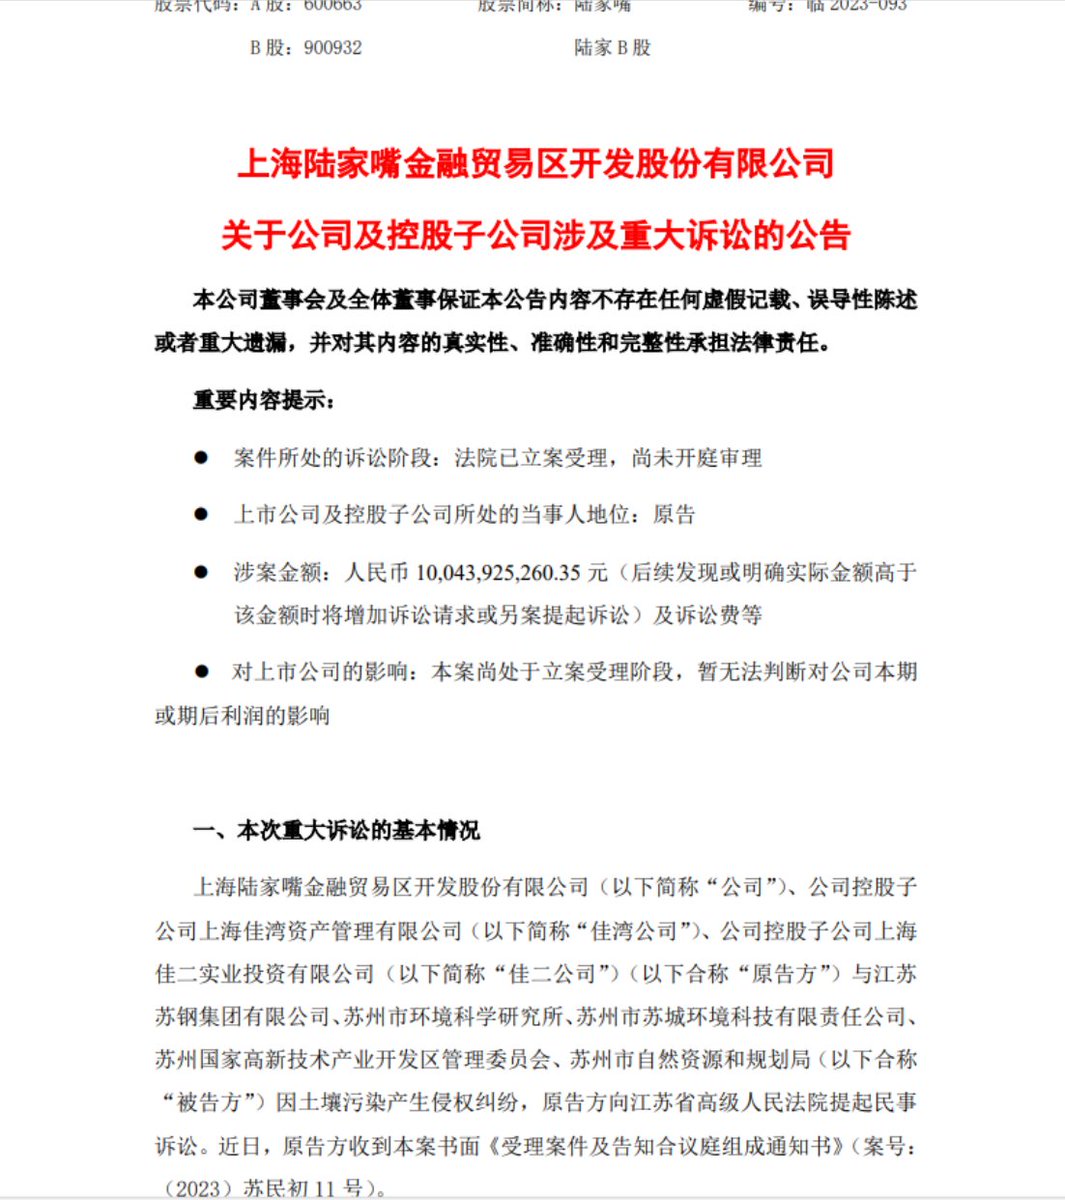 股票代码：A 股：600663 股票简称：陆家嘴 编号：临 2023-093
B 股：900932 陆家 B 股
上海陆家嘴金融贸易区开发股份有限公司
关于公司及控股子公司涉及重大诉讼的公告
本公司董事会及全体董事保证本公告内容不存在任何虚假记载、误导性陈述
或者重大遗漏，并对其内容的真实性、准确性和完整性承担法律责任。
重要内容提示：
● 案件所处的诉讼阶段：法院已立案受理，尚未开庭审理
● 上市公司及控股子公司所处的当事人地位：原告
● 涉案金额：人民币 10,043,925,260.35 元（后续发现或明确实际金额高于
该金额时将增加诉讼请求或另案提起诉讼）及诉讼费等
● 对上市公司的影响：本案尚处于立案受理阶段，暂无法判断对公司本期
或期后利润的影响
一、本次重大诉讼的基本情况
上海陆家嘴金融贸易区开发股份有限公司（以下简称“公司”）、公司控股子
公司上海佳湾资产管理有限公司（以下简称“佳湾公司”）、公司控股子公司上海
佳二实业投资有限公司（以下简称“佳二公司”）（以下合称“原告方”）与江苏
苏钢集团有限公司、苏州市环境科学研究所、苏州市苏城环境科技有限责任公司、
苏州国家高新技术产业开发区管理委员会、苏州市自然资源和规划局（以下合称
“被告方”）因土壤污染产生侵权纠纷，原告方向江苏省高级人民法院提起民事
诉讼。近日，原告方收到本案书面《受理案件及告知合议庭组成通知书》（案号：
（2023）苏民初 11 号）。